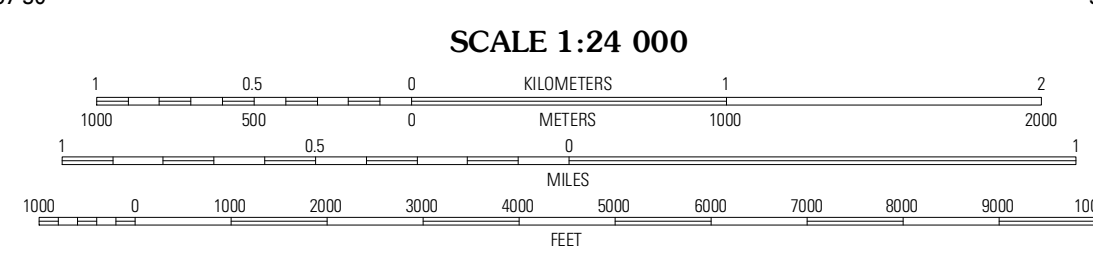 SCALE 1:24 000
1 0.5 0 KILOMETERS 1 2
1000 500 0 METERS 1000 2000
1 0.5 0 1
MILES
1000 0 1000 2000 3000 4000 5000 6000 7000 8000 9000
FEET